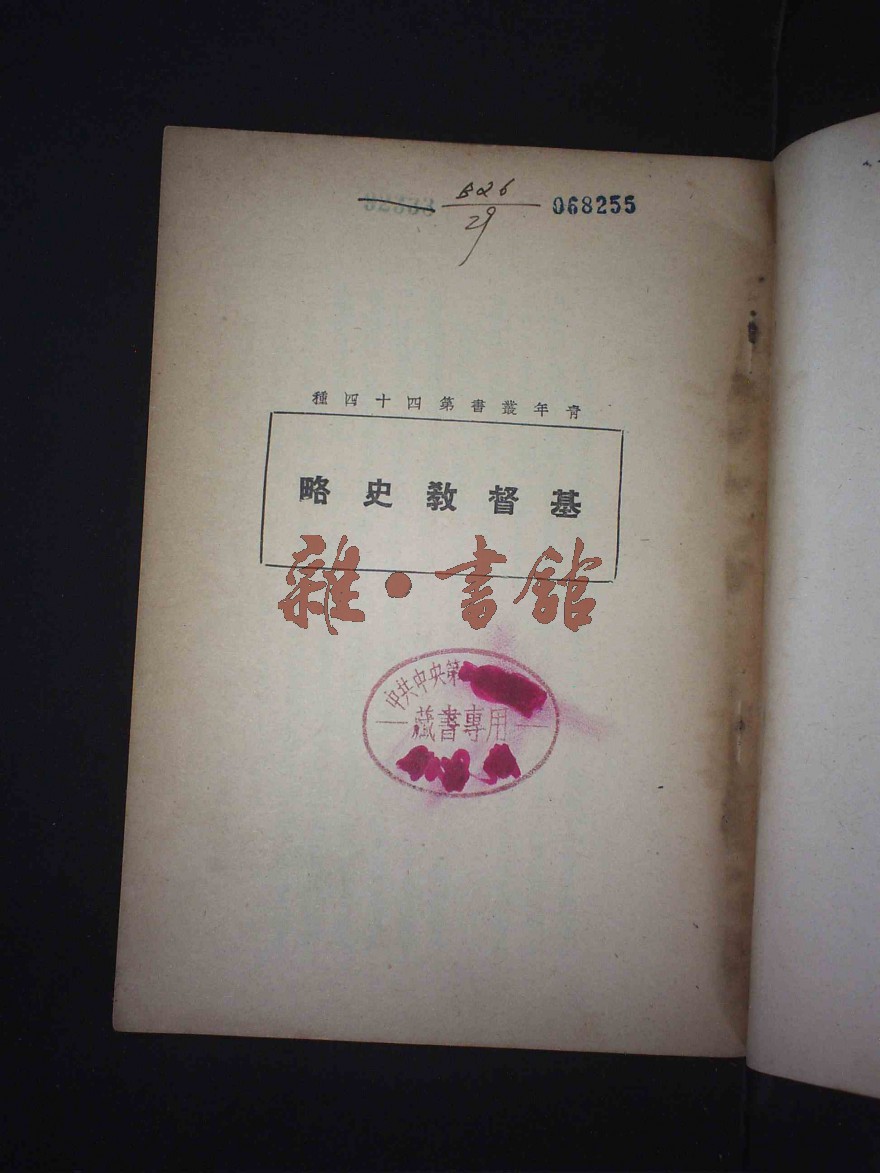 B26
29
068255
青年叢書第四十四種
基督教史略
雜·書館
中共中央第
藏書專用